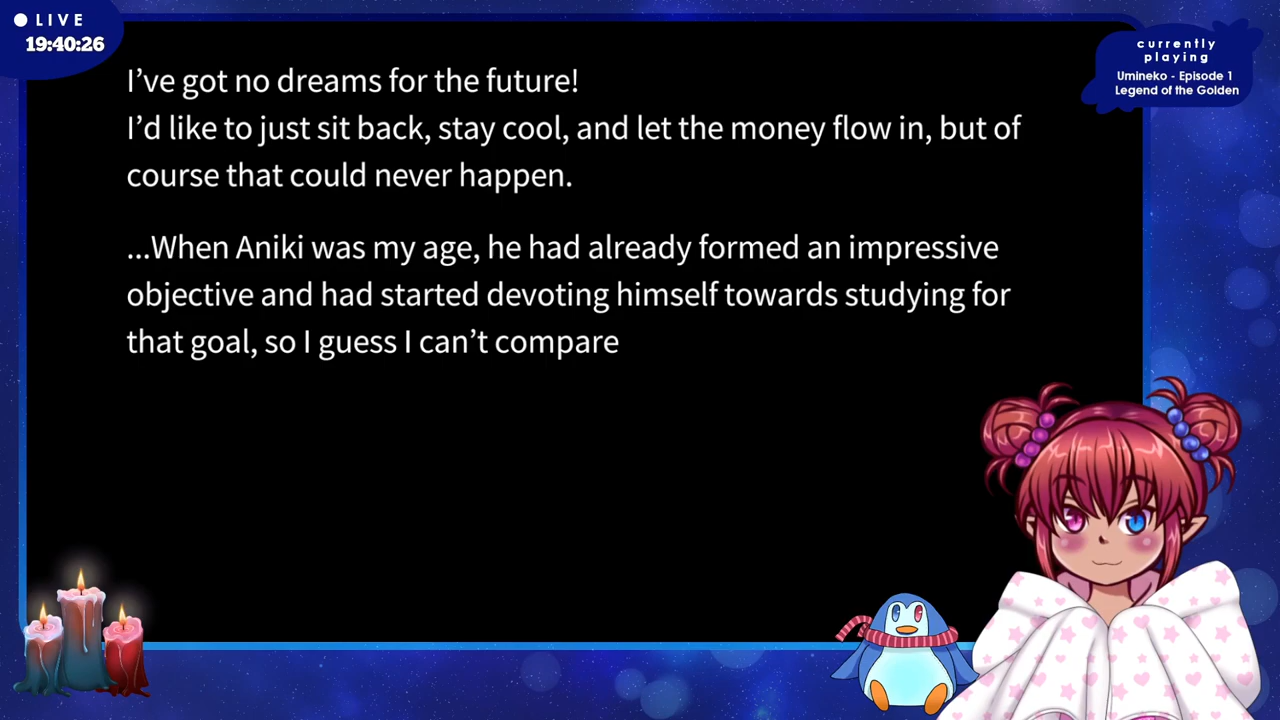 LIVE
19:40:26
currently
playing
Umineko - Episode 1
Legend of the Golden
I've got no dreams for the future!
I'd like to just sit back, stay cool, and let the money flow in, but of
course that could never happen.
...When Aniki was my age, he had already formed an impressive
objective and had started devoting himself towards studying for
that goal, so I guess I can't compare